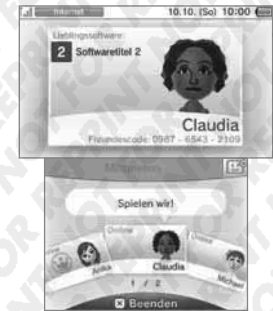 Internet 10.10. (So) 10:00
Lieblingssoftware:
2 Softwaretitel 2
Claudia
Freundescode: 0987 - 6543 - 2109
Mitspielen
Spielen wir!
Online Online
Anika Claudia Michael
1 / 2
X Beenden